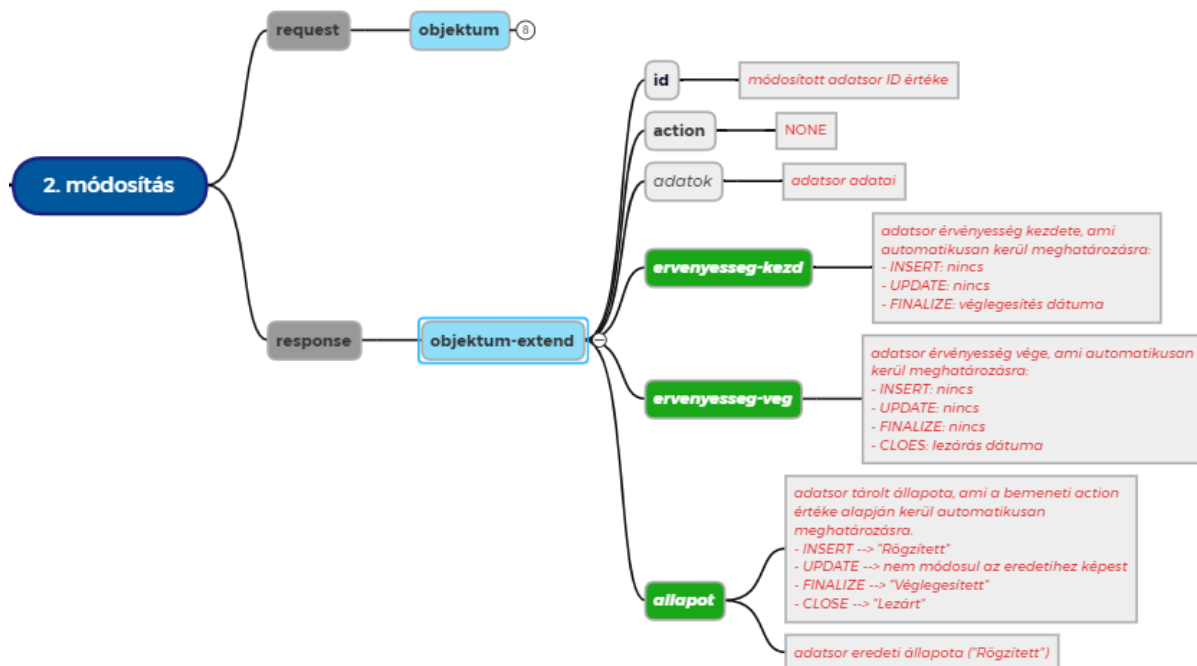 request
objektum
8
id
módosított adatsor ID értéke
action
NONE
2. módosítás
adatok
adatsor adatai
ervenyesseg-kezd
adatsor érvényesség kezdete, ami
automatikusan kerül meghatározásra:
- INSERT: nincs
- UPDATE: nincs
- FINALIZE: véglegesítés dátuma
response
objektum-extend
ervenyesseg-veg
adatsor érvényesség vége, ami automatikusan
kerül meghatározásra:
- INSERT: nincs
- UPDATE: nincs
- FINALIZE: nincs
- CLOES: lezárás dátuma
allapot
adatsor tárolt állapota, ami a bemeneti action
értéke alapján kerül automatikusan
meghatározásra.
- INSERT --> "Rögzített"
- UPDATE --> nem módosul az eredetihez képest
- FINALIZE --> "Véglegesített"
- CLOSE --> "Lezárt"
adatsor eredeti állapota ("Rögzített")